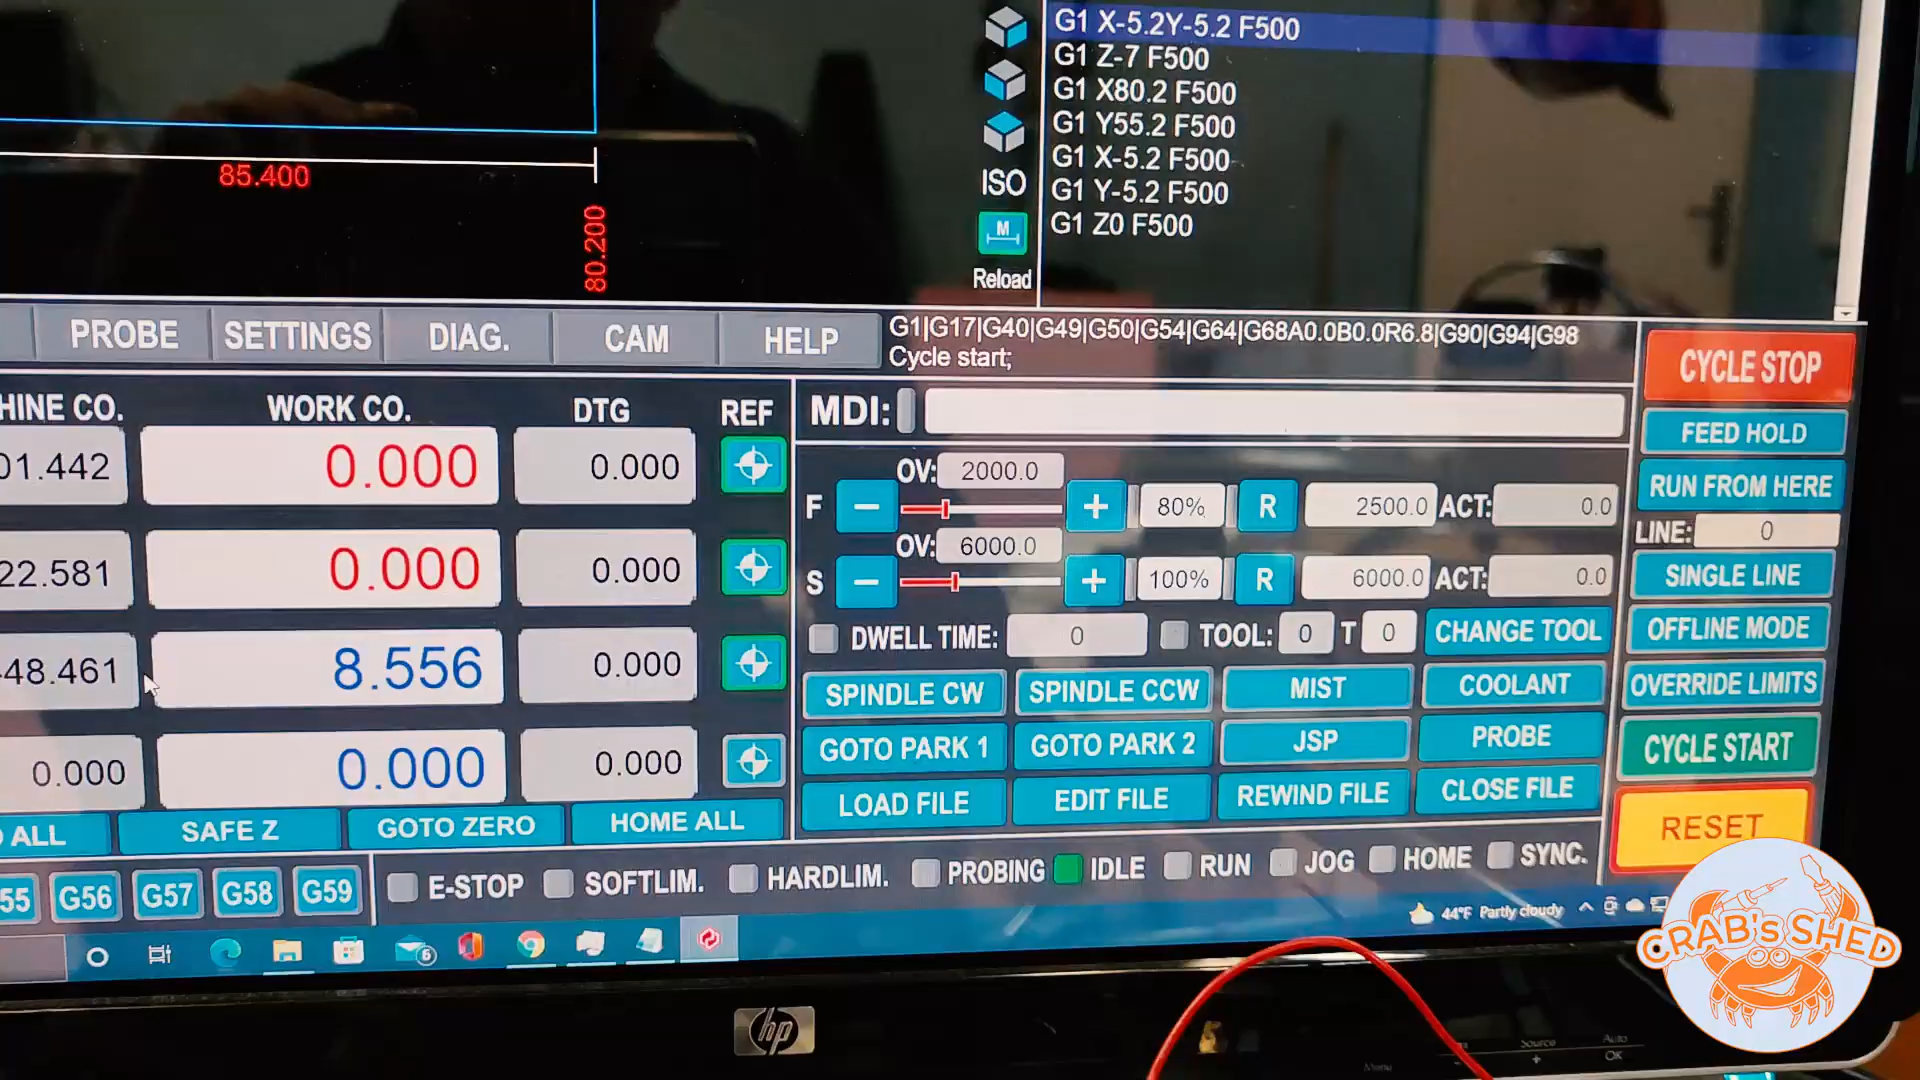 G1 X-5.2Y-5.2 F500
G1 Z-7 F500
G1 X80.2 F500
G1 Y55.2 F500
G1 X-5.2 F500
G1 Y-5.2 F500
G1 Z0 F500
85.400
80.200
ISO
M
Reload
PROBE SETTINGS DIAG. CAM HELP
G1|G17|G40|G49|G50|G54|G64|G68A0.0B0.0R6.8|G90|G94|G98
Cycle start;
HINE CO. WORK CO. DTG REF
01.442 0.000 0.000
22.581 0.000 0.000
48.461 8.556 0.000
0.000 0.000 0.000
ALL SAFE Z GOTO ZERO HOME ALL
55 G56 G57 G58 G59
MDI:
OV: 2000.0
F − + 80% R 2500.0 ACT: 0.0
OV: 6000.0
S − + 100% R 6000.0 ACT: 0.0
DWELL TIME: 0 TOOL: 0 T 0 CHANGE TOOL
SPINDLE CW SPINDLE CCW MIST COOLANT
GOTO PARK 1 GOTO PARK 2 JSP PROBE
LOAD FILE EDIT FILE REWIND FILE CLOSE FILE
E-STOP SOFTLIM. HARDLIM. PROBING IDLE RUN JOG HOME SYNC.
CYCLE STOP
FEED HOLD
RUN FROM HERE
LINE: 0
SINGLE LINE
OFFLINE MODE
OVERRIDE LIMITS
CYCLE START
RESET
6
44°F Partly cloudy
hp
Menu
Source
+
Auto
OK
CRAB's SHED